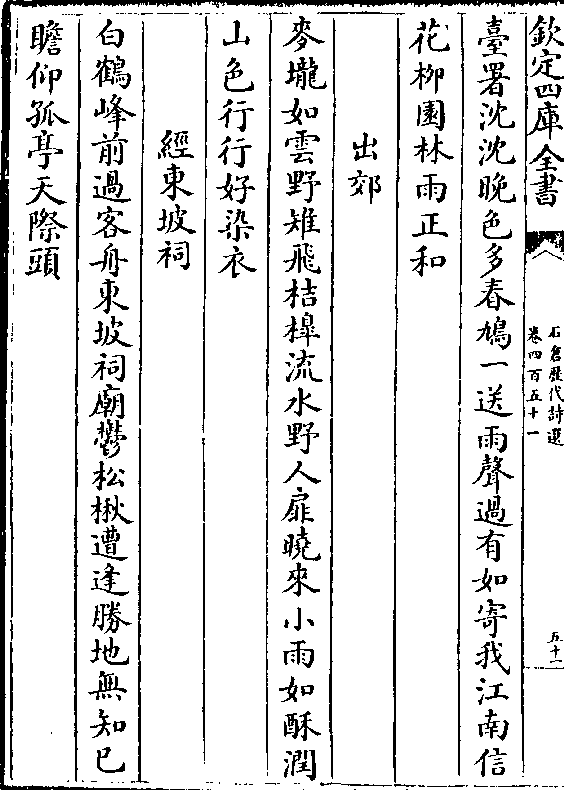 欽定四庫全書
石倉歷代詩選
卷四百五十一
五十一
臺署沈沈晚色多春鳩一送雨聲過有如寄我江南信
花柳園林雨正和
出郊
麥壠如雲野雉飛桔槹流水野人扉曉來小雨如酥潤
山色行行好染衣
經東坡祠
白鶴峰前過客舟東坡祠廟鬱松楸遭逢勝地無知已
瞻仰孤亭天際頭